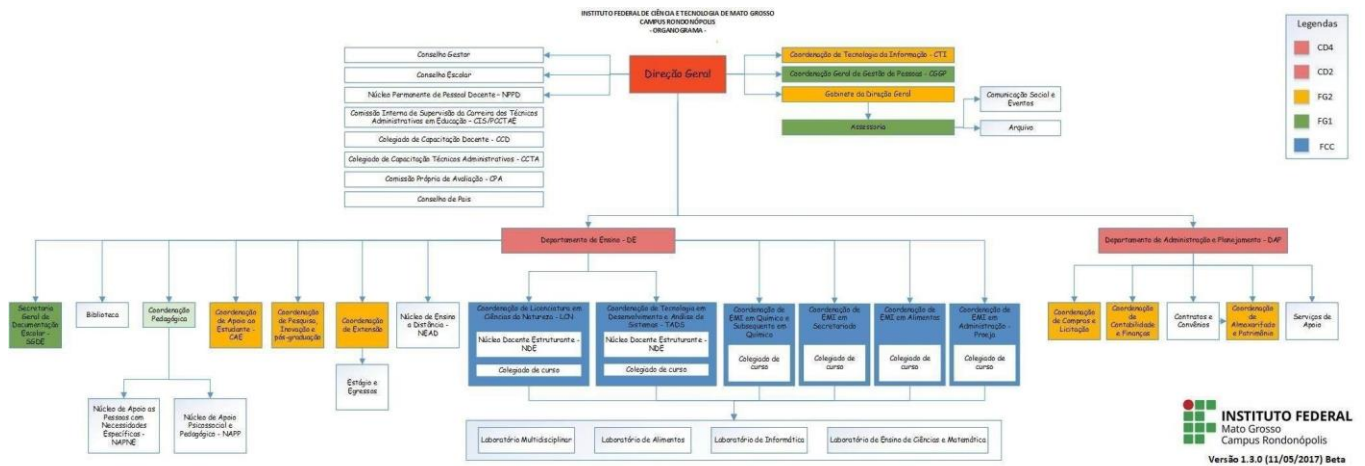 INSTITUTO FEDERAL DE CIÊNCIA E TECNOLOGIA DE MATO GROSSO
CAMPUS RONDONÓPOLIS
- ORGANOGRAMA -
Legendas
CD4
CD2
FG2
FG1
FCC
Direção Geral
Conselho Gestor
Conselho Escolar
Núcleo Permanente de Pessoal Docente - NPPD
Comissão Interna de Supervisão da Carreira dos Técnicos
Administrativos em Educação - CIS/PCCTAE
Colegiado de Capacitação Docente - CCD
Colegiado de Capacitação Técnicos Administrativos - CCTA
Comissão Própria de Avaliação - CPA
Conselho de Pais
Coordenação de Tecnologia da Informação - CTI
Coordenação Geral de Gestão de Pessoas - CGGP
Gabinete da Direção Geral
Assessoria
Comunicação Social e
Eventos
Arquivo
Departamento de Ensino - DE
Departamento de Administração e Planejamento - DAP
Secretaria
Geral de
Documentação
Escolar -
SGDE
Biblioteca
Coordenação
Pedagógica
Coordenação
de Apoio ao
Estudante -
CAE
Coordenação
de Pesquisa,
Inovação e
pós-graduação
Coordenação
de Extensão
Núcleo de Ensino
a Distância -
NEAD
Coordenação de Licenciatura em
Ciências da Natureza - LCN
Núcleo Docente Estruturante -
NDE
Colegiado de curso
Coordenação de Tecnologia em
Desenvolvimento e Análise de
Sistemas - TADS
Núcleo Docente Estruturante -
NDE
Colegiado de curso
Coordenação de
EMI em Química e
Subsequente em
Química
Colegiado de
curso
Coordenação de
EMI em
Secretariado
Colegiado de
curso
Coordenação de
EMI em Alimentos
Colegiado de
curso
Coordenação de
EMI em
Administração -
Proeja
Colegiado de
curso
Coordenação
de Compras e
Licitação
Coordenação
de
Contabilidade
e Finanças
Contratos e
Convênios
Coordenação
de
Almoxarifado
e Patrimônio
Serviços de
Apoio
Núcleo de Apoio as
Pessoas com
Necessidades
Específicas -
NAPNE
Núcleo de Apoio
Psicossocial e
Pedagógico - NAPP
Estágio e
Egressos
Laboratório Multidisciplinar
Laboratório de Alimentos
Laboratório de Informática
Laboratório de Ensino de Ciências e Matemática
INSTITUTO FEDERAL
Mato Grosso
Campus Rondonópolis
Versão 1.3.0 (11/05/2017) Beta